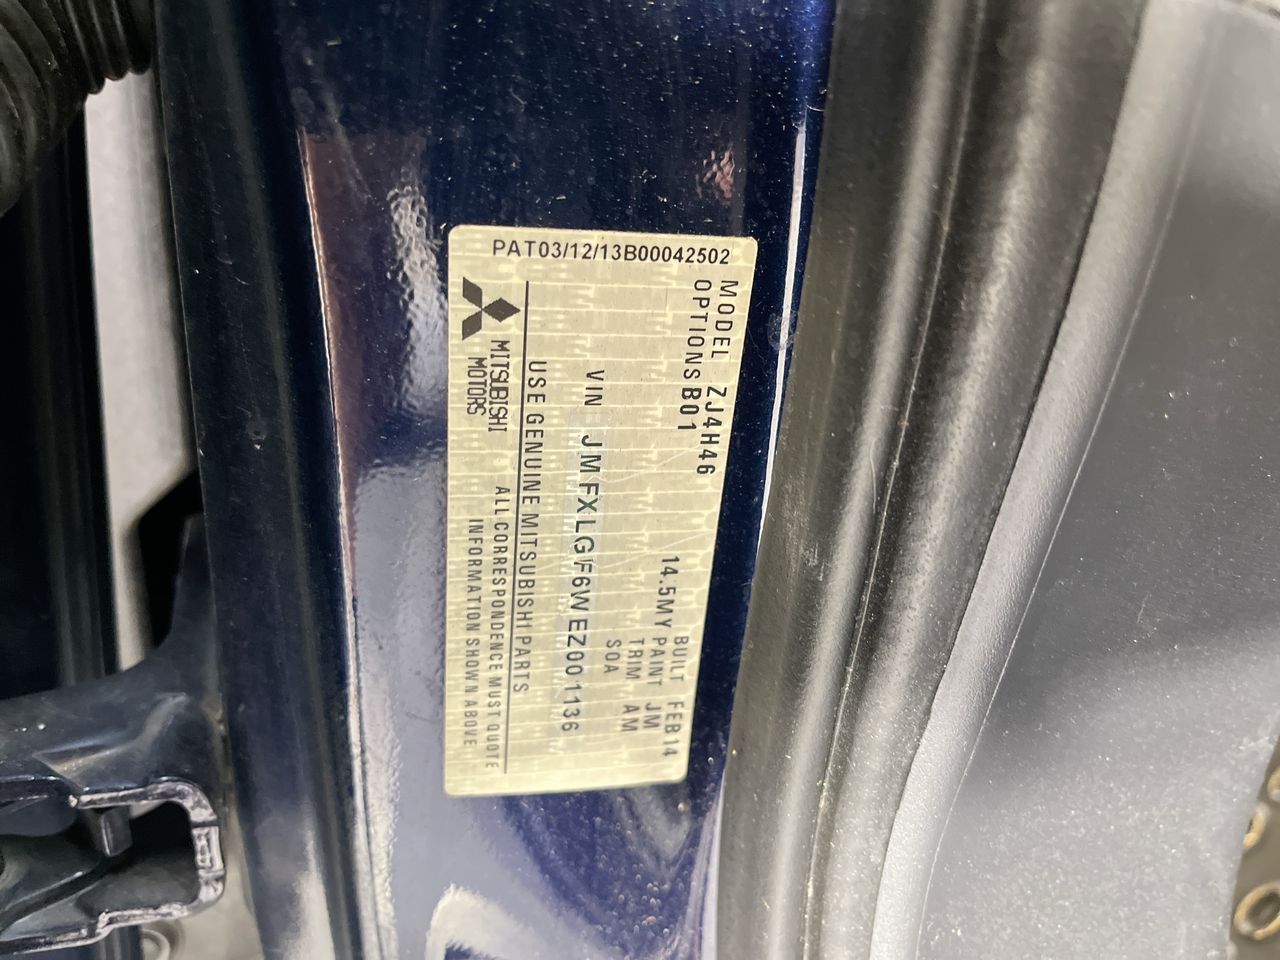 PAT03/12/13B00042502
MODEL ZJ4H46
OPTIONS B01
14.5MY
BUILT FEB14
PAINT JM
TRIM AM
SOA
VIN JMFXLGF6WEZ001136
USE GENUINE MITSUBISHI PARTS
MITSUBISHI
MOTORS
ALL CORRESPONDENCE MUST QUOTE
INFORMATION SHOWN ABOVE